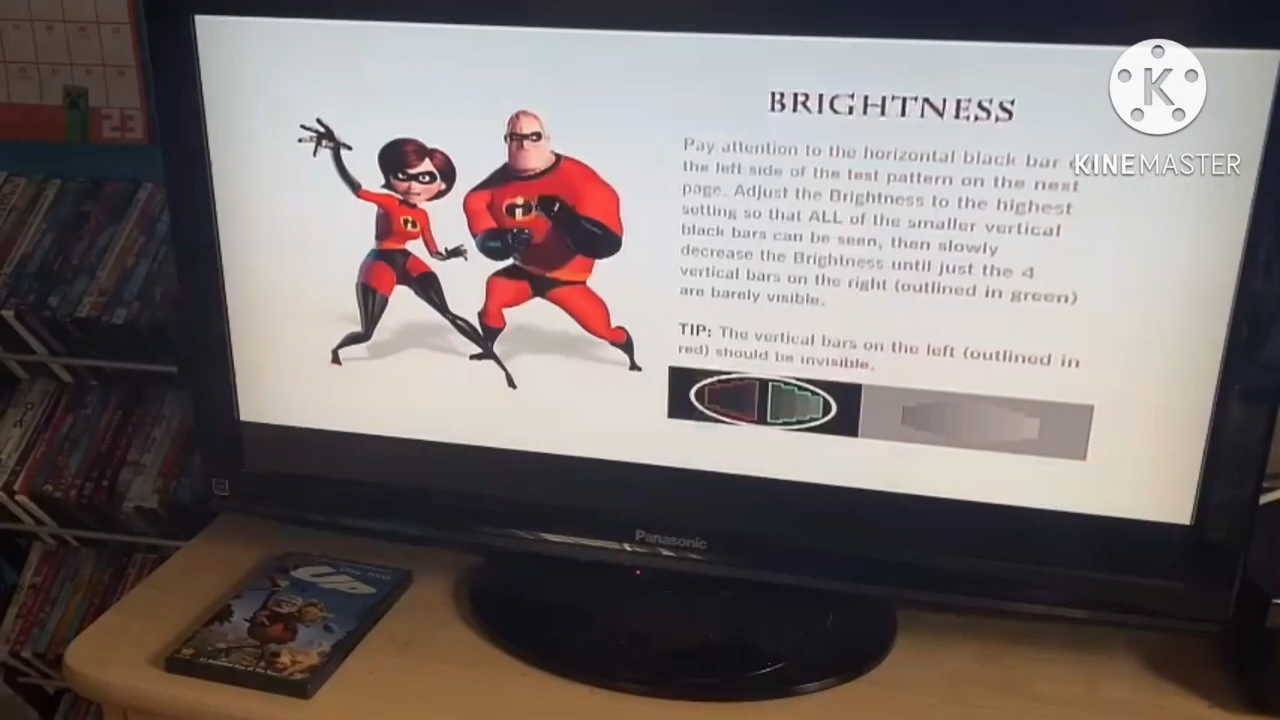 23
K
KINEMASTER
BRIGHTNESS
Pay attention to the horizontal black bar
the left side of the test pattern on the next
page. Adjust the Brightness to the highest
setting so that ALL of the smaller vertical
black bars can be seen, then slowly
decrease the Brightness until just the 4
vertical bars on the right (outlined in green)
are barely visible.
TIP: The vertical bars on the left (outlined in
red) should be invisible.
Panasonic
UP